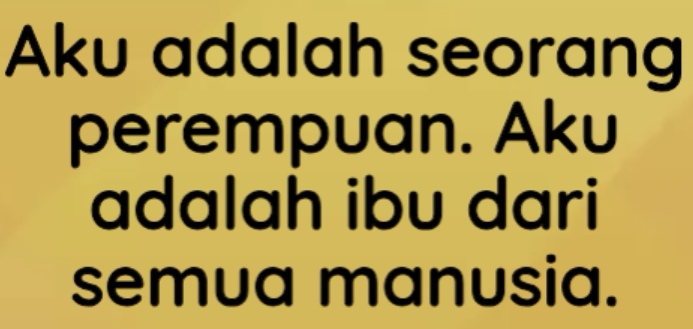 Aku adalah seorang
perempuan. Aku
adalah ibu dari
semua manusia.